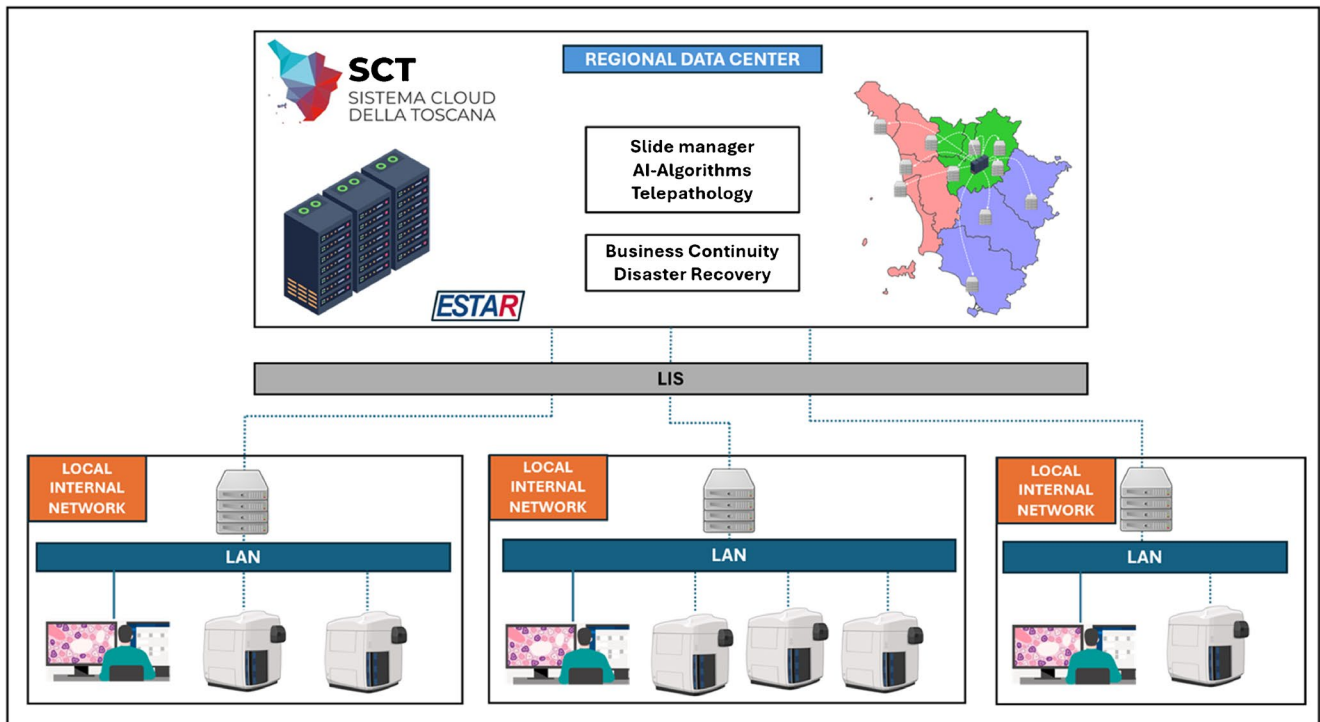 SCT
SISTEMA CLOUD
DELLA TOSCANA
REGIONAL DATA CENTER
Slide manager
AI-Algorithms
Telepathology
Business Continuity
Disaster Recovery
ESTAR
LIS
LOCAL
INTERNAL
NETWORK
LAN
LOCAL
INTERNAL
NETWORK
LAN
LOCAL
INTERNAL
NETWORK
LAN